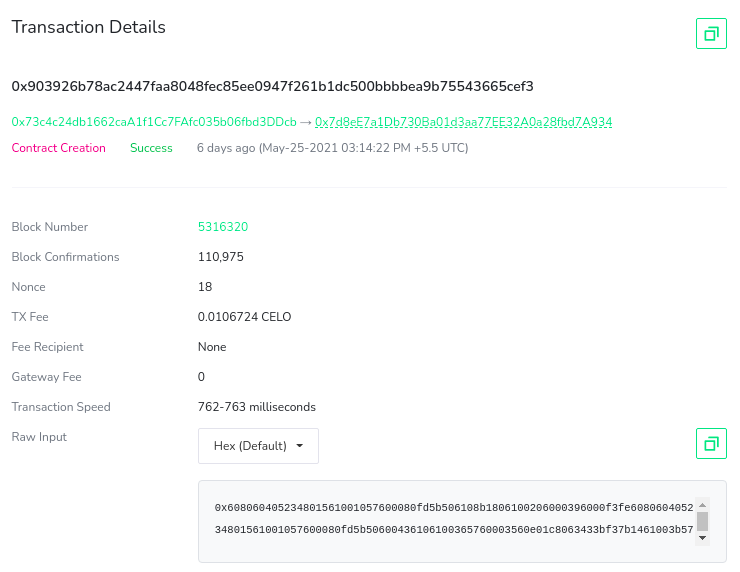 Transaction Details
0x903926b78ac2447faa8048fec85ee0947f261b1dc500bbbbea9b75543665cef3
0x73c4c24db1662caA1f1Cc7FAfc035b06fbd3DDcb → 0x7d8eE7a1Db730Ba01d3aa77EE32A0a28fbd7A934
Contract Creation Success 6 days ago (May-25-2021 03:14:22 PM +5.5 UTC)
Block Number 5316320
Block Confirmations 110,975
Nonce 18
TX Fee 0.0106724 CELO
Fee Recipient None
Gateway Fee 0
Transaction Speed 762-763 milliseconds
Raw Input Hex (Default)
0x608060405234801561001057600080fd5b506108b1806100206000396000f3fe6080604052
34801561001057600080fd5b50600436106100365760003560e01c8063433bf37b1461003b57